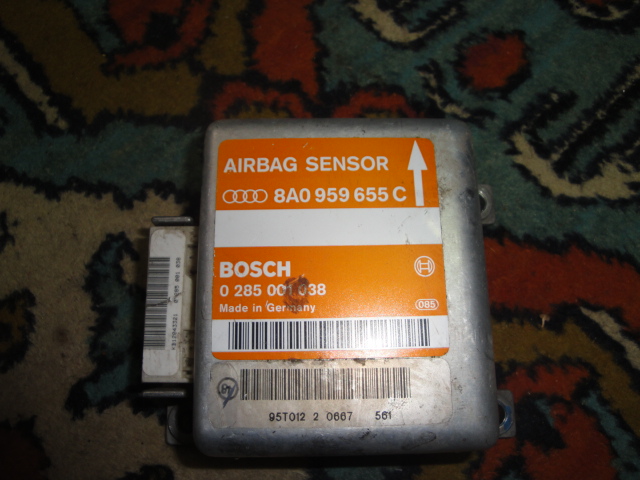 AIRBAG SENSOR
8A0 959 655 C
BOSCH
0 285 001 038
Made in Germany
085
95T012 2 0667 561